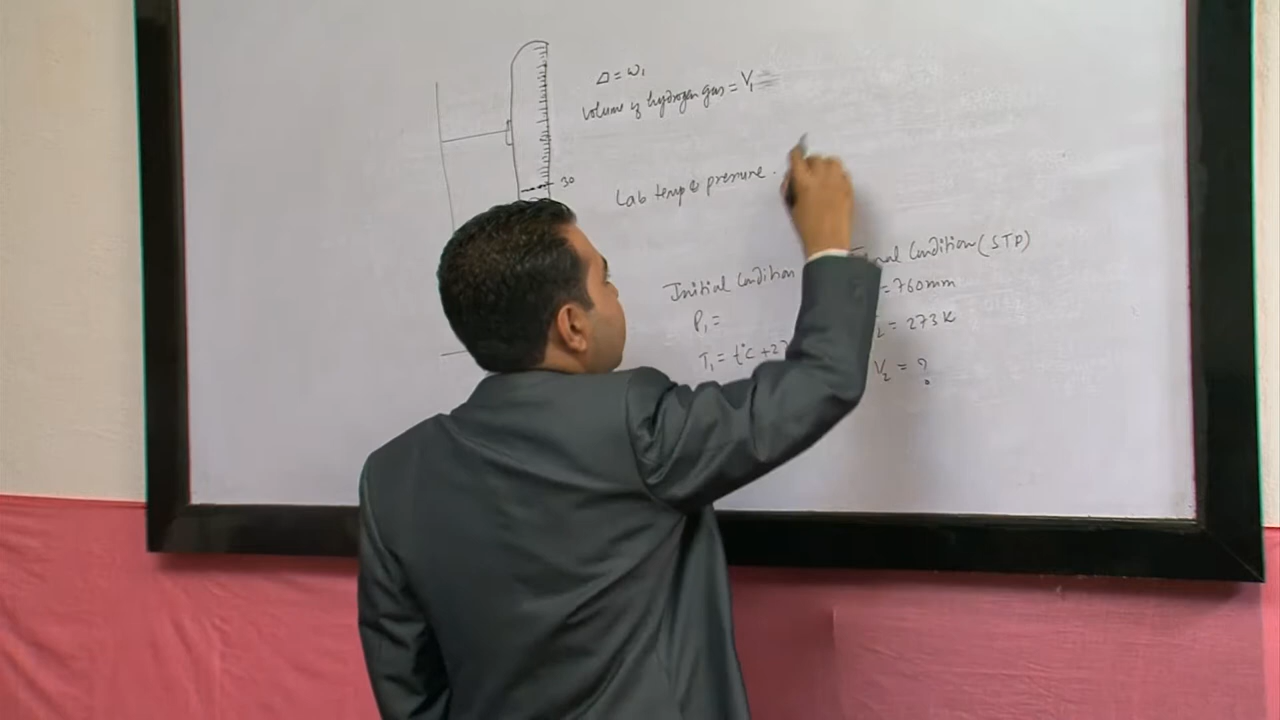 Δ = w₁
Volume of hydrogen gas = V₁
30
Lab temp & pressure.
Initial Condition
P₁ =
T₁ = t°C + 27
Condition (STP)
= 760mm
₂ = 273 K
V₂ = ?